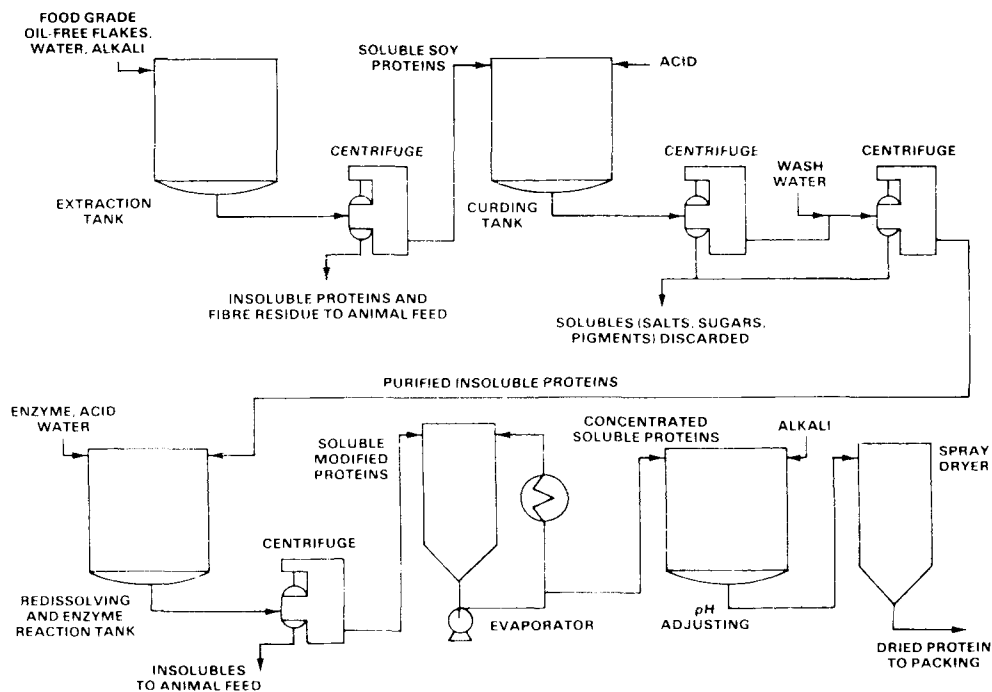 FOOD GRADE
OIL-FREE FLAKES,
WATER, ALKALI
SOLUBLE SOY
PROTEINS
ACID
CENTRIFUGE
CENTRIFUGE
CENTRIFUGE
WASH
WATER
EXTRACTION
TANK
CURDING
TANK
INSOLUBLE PROTEINS AND
FIBRE RESIDUE TO ANIMAL FEED
SOLUBLES (SALTS, SUGARS,
PIGMENTS) DISCARDED
PURIFIED INSOLUBLE PROTEINS
ENZYME, ACID
WATER
SOLUBLE
MODIFIED
PROTEINS
CONCENTRATED
SOLUBLE PROTEINS
ALKALI
SPRAY
DRYER
CENTRIFUGE
REDISSOLVING
AND ENZYME
REACTION TANK
EVAPORATOR
pH
ADJUSTING
INSOLUBLES
TO ANIMAL FEED
DRIED PROTEIN
TO PACKING